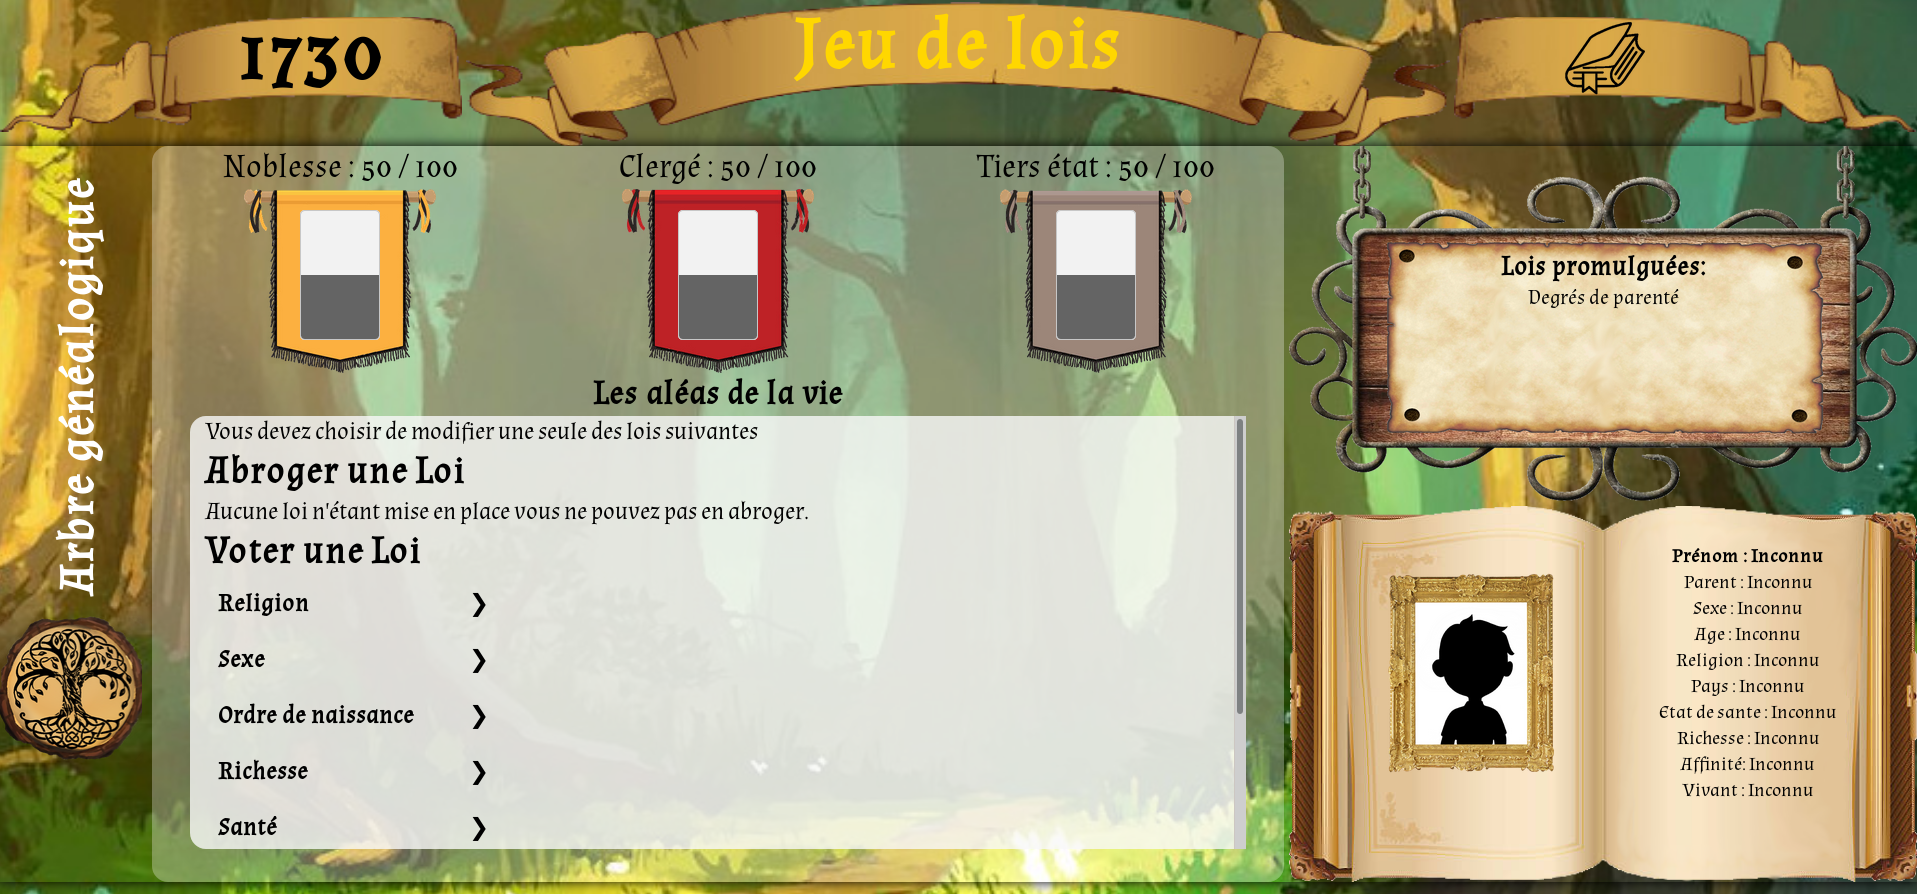 1730
Jeu de lois
Arbre généalogique
Noblesse : 50 / 100
Clergé : 50 / 100
Tiers état : 50 / 100
Les aléas de la vie
Vous devez choisir de modifier une seule des lois suivantes
Abroger une Loi
Aucune loi n'étant mise en place vous ne pouvez pas en abroger.
Voter une Loi
Religion ❯
Sexe ❯
Ordre de naissance ❯
Richesse ❯
Santé ❯
Lois promulguées:
Degrés de parenté
Prénom : Inconnu
Parent : Inconnu
Sexe : Inconnu
Age : Inconnu
Religion : Inconnu
Pays : Inconnu
Etat de sante : Inconnu
Richesse : Inconnu
Affinité: Inconnu
Vivant : Inconnu